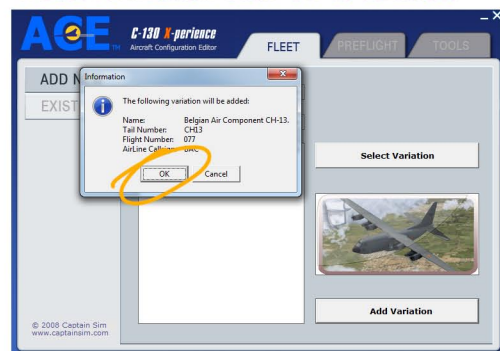 ACE TM
C-130 X-perience
Aircraft Configuration Editor
FLEET
PREFLIGHT
TOOLS
ADD N
EXIST
Information
The following variation will be added:
Name: Belgian Air Component CH-13.
Tail Number: CH13
Flight Number: 077
AirLine Callsign: BAC
OK
Cancel
Select Variation
Add Variation
© 2008 Captain Sim
www.captainsim.com